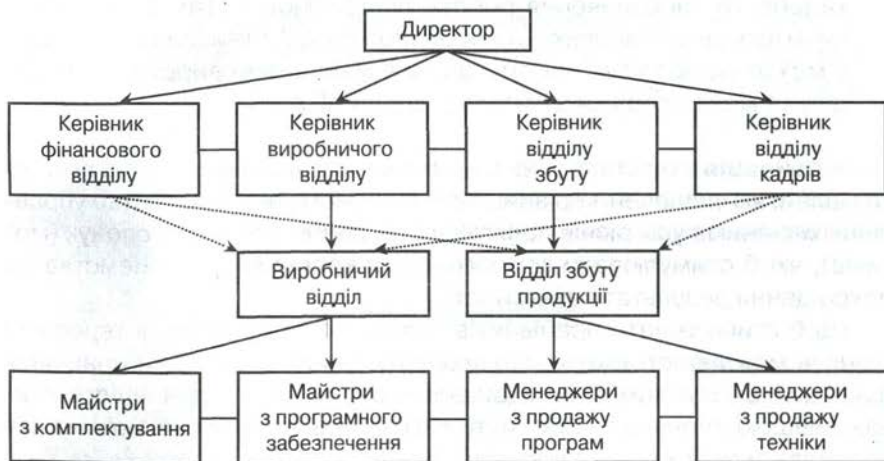 Директор
Керівник
фінансового
відділу
Керівник
виробничого
відділу
Керівник
відділу
збуту
Керівник
відділу
кадрів
Виробничий
відділ
Відділ збуту
продукції
Майстри
з комплектування
Майстри
з програмного
забезпечення
Менеджери
з продажу
програм
Менеджери
з продажу
техніки